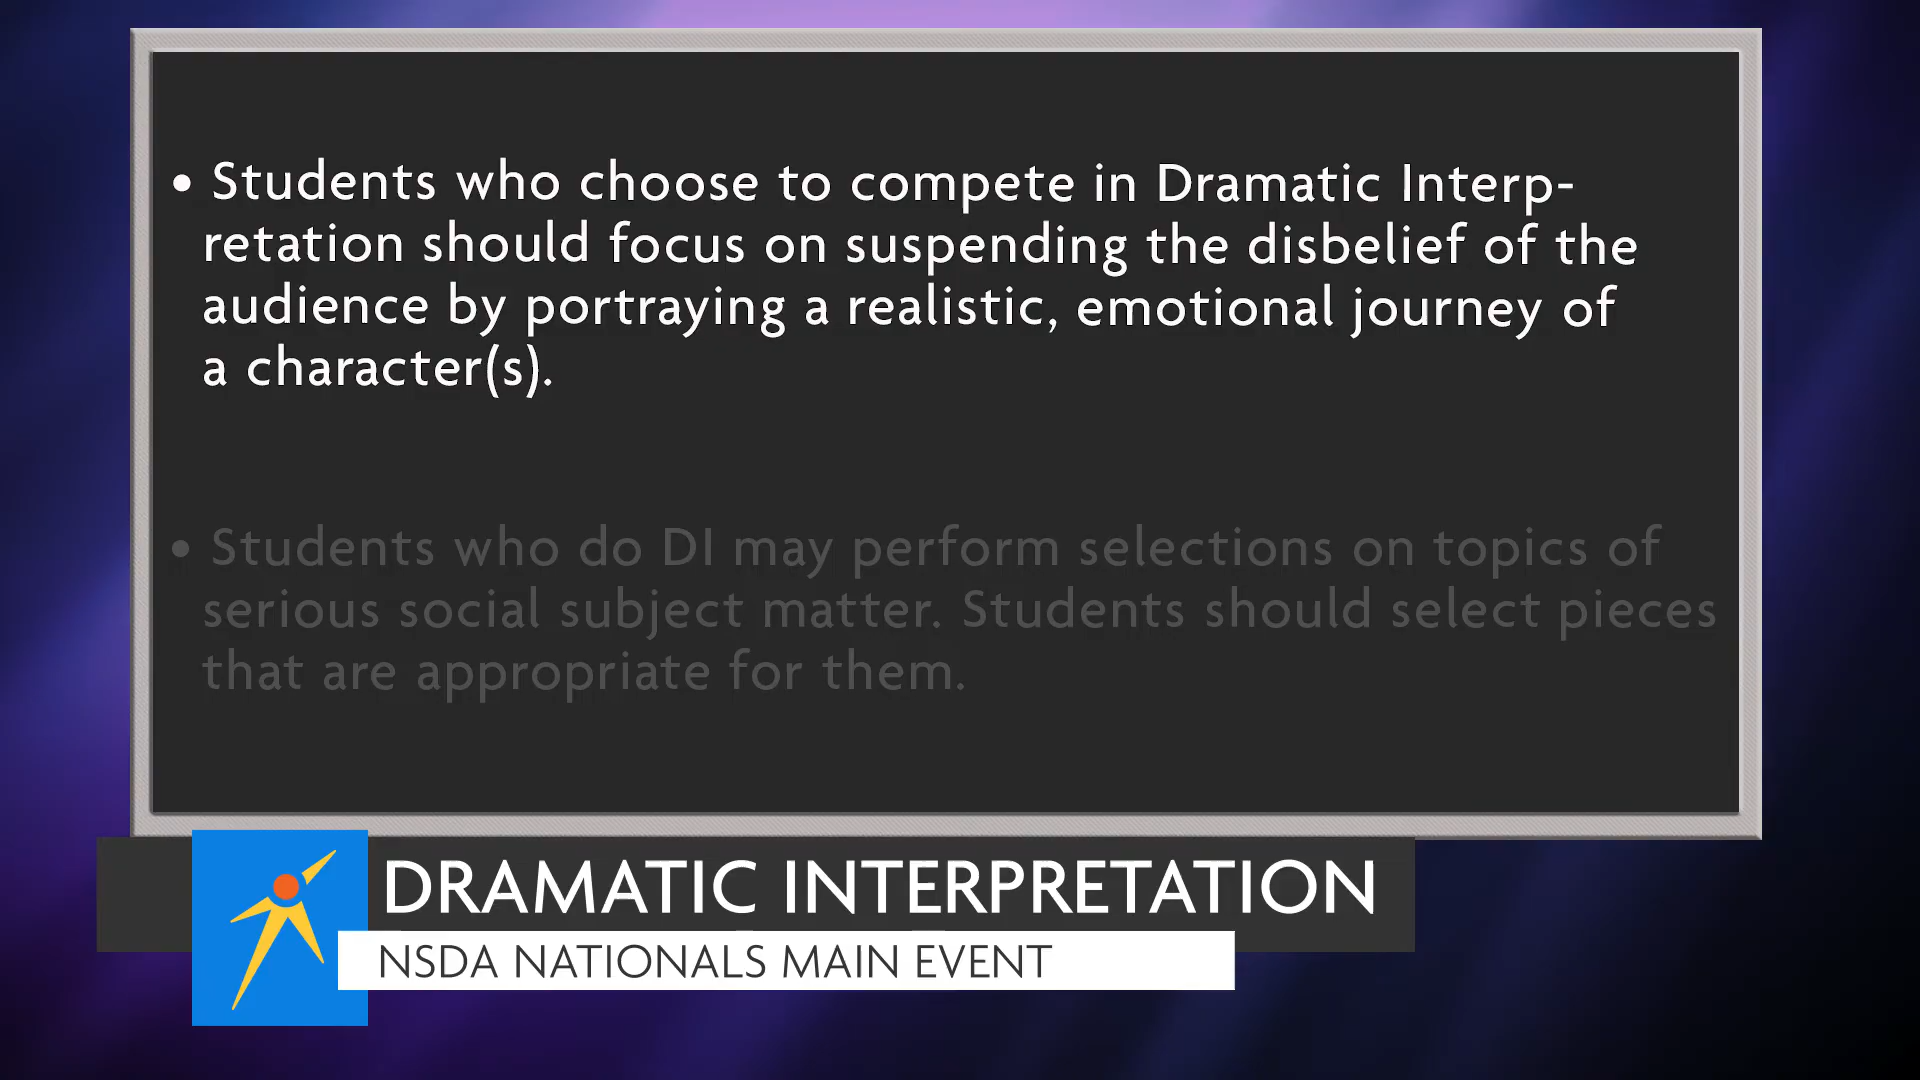 • Students who choose to compete in Dramatic Interp-
retation should focus on suspending the disbelief of the
audience by portraying a realistic, emotional journey of
a character(s).
• Students who do DI may perform selections on topics of
serious social subject matter. Students should select pieces
that are appropriate for them.
DRAMATIC INTERPRETATION
NSDA NATIONALS MAIN EVENT